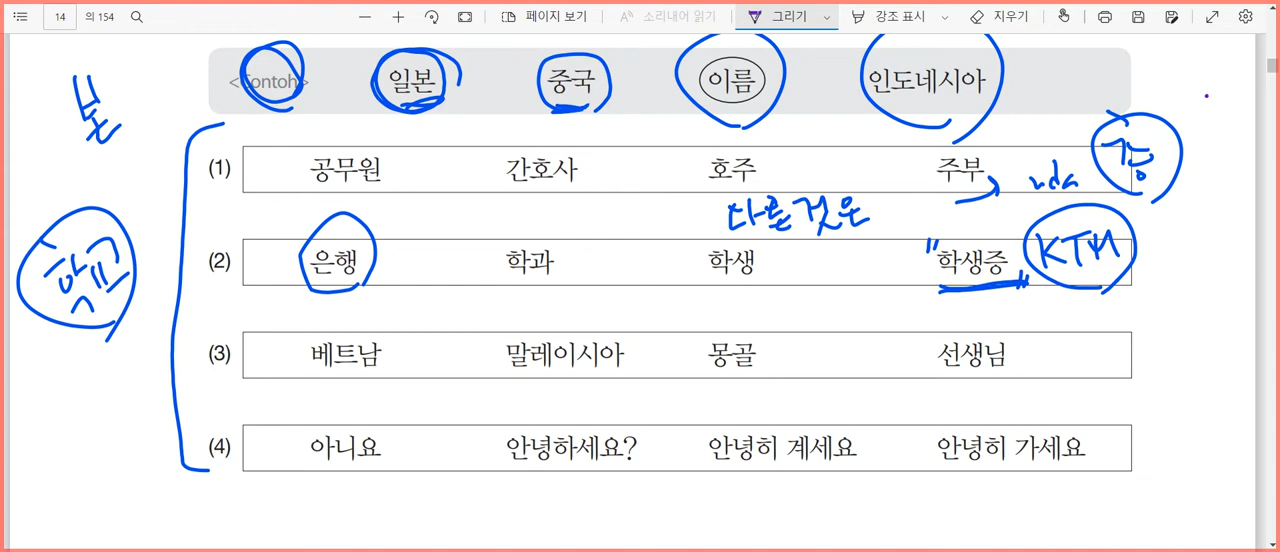 14 의 154 페이지 보기 소리내어 읽기 그리기 강조 표시 지우기
<Contoh> 일본 중국 이름 인도네시아
(1) 공무원 간호사 호주 주부
증
다른것은
(2) 은행 학과 학생 "학생증" KTM
학교
(3) 베트남 말레이시아 몽골 선생님
(4) 아니요 안녕하세요? 안녕히 계세요 안녕히 가세요